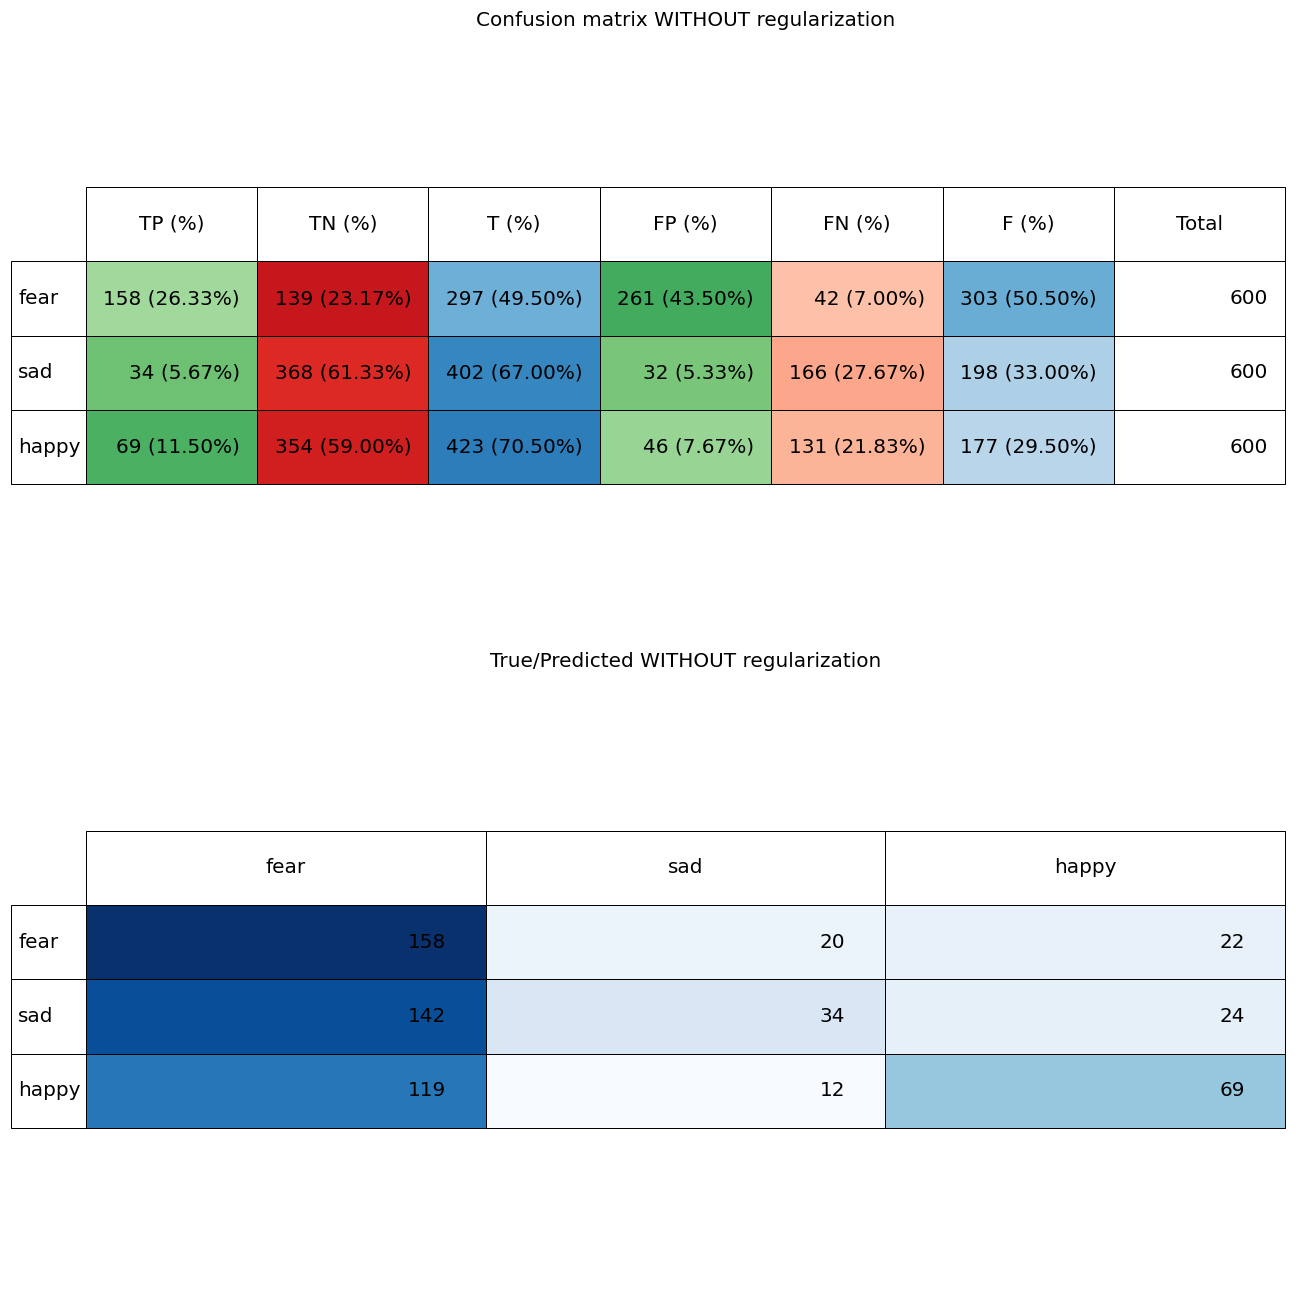 Confusion matrix WITHOUT regularization
TP (%) TN (%) T (%) FP (%) FN (%) F (%) Total
fear 158 (26.33%) 139 (23.17%) 297 (49.50%) 261 (43.50%) 42 (7.00%) 303 (50.50%) 600
sad 34 (5.67%) 368 (61.33%) 402 (67.00%) 32 (5.33%) 166 (27.67%) 198 (33.00%) 600
happy 69 (11.50%) 354 (59.00%) 423 (70.50%) 46 (7.67%) 131 (21.83%) 177 (29.50%) 600
True/Predicted WITHOUT regularization
fear sad happy
fear 158 20 22
sad 142 34 24
happy 119 12 69